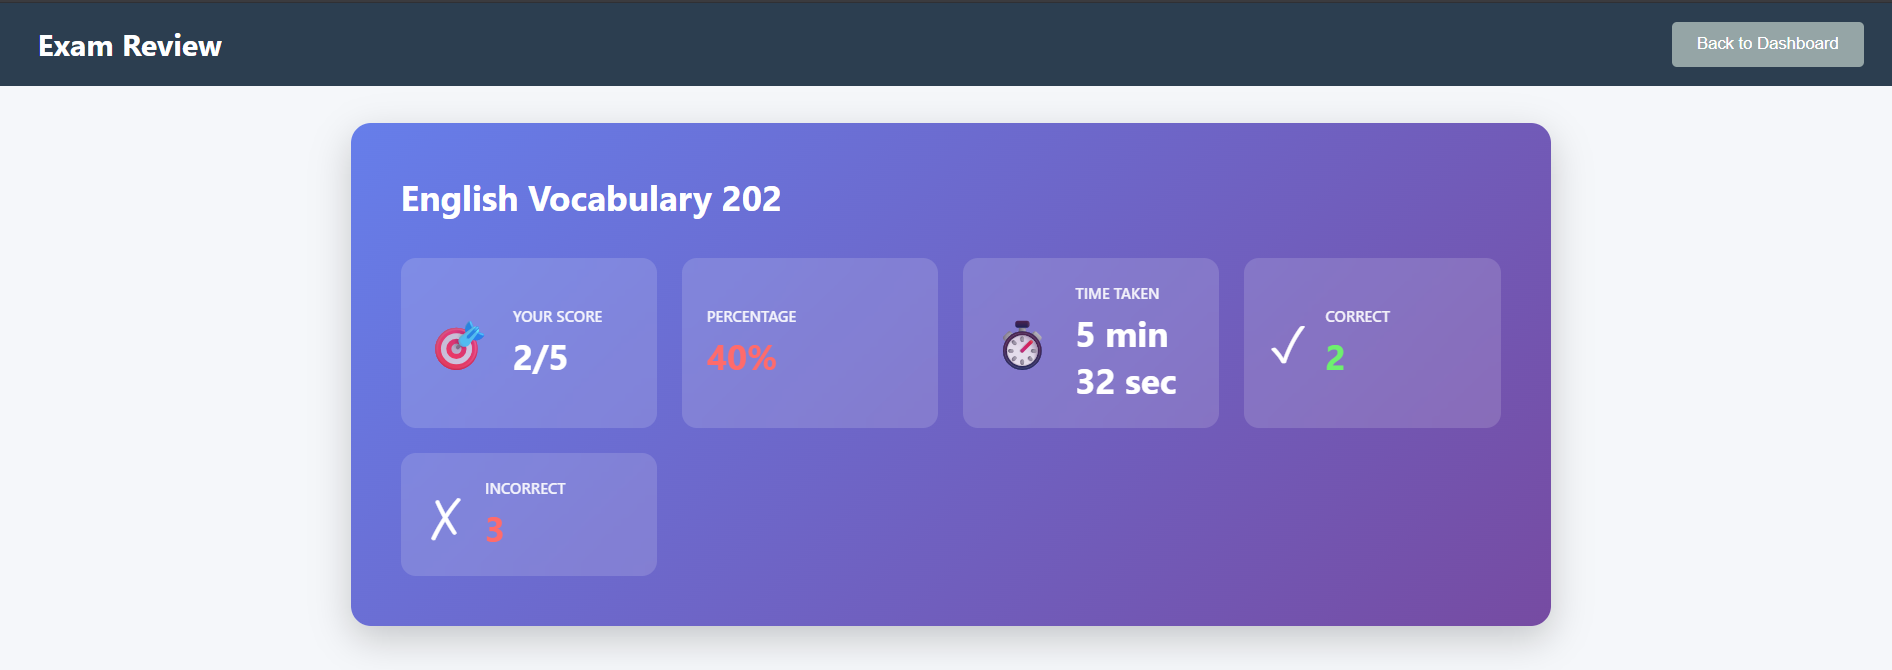 Exam Review
Back to Dashboard
English Vocabulary 202
YOUR SCORE
2/5
PERCENTAGE
40%
TIME TAKEN
5 min
32 sec
CORRECT
2
INCORRECT
3